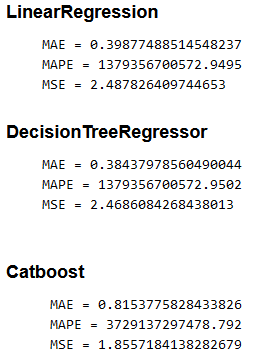 LinearRegression
MAE = 0.39877488514548237
MAPE = 1379356700572.9495
MSE = 2.487826409744653
DecisionTreeRegressor
MAE = 0.38437978560490044
MAPE = 1379356700572.9502
MSE = 2.4686084268438013
Catboost
MAE = 0.8153775828433826
MAPE = 3729137297478.792
MSE = 1.8557184138282679